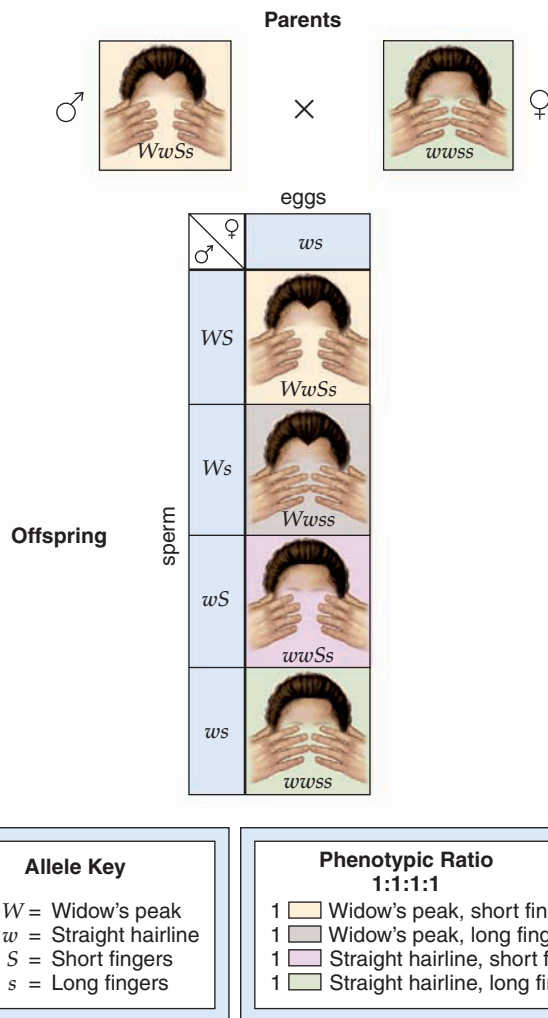 Parents
♂ × ♀
WwSs wwss
eggs
♀
♂
ws
WS
WwSs
Ws
Wwss
Offspring
sperm
wS
wwSs
ws
wwss
Allele Key
W = Widow's peak
w = Straight hairline
S = Short fingers
s = Long fingers
Phenotypic Ratio
1:1:1:1
1 Widow's peak, short
1 Widow's peak, long
1 Straight hairline, short
1 Straight hairline, long